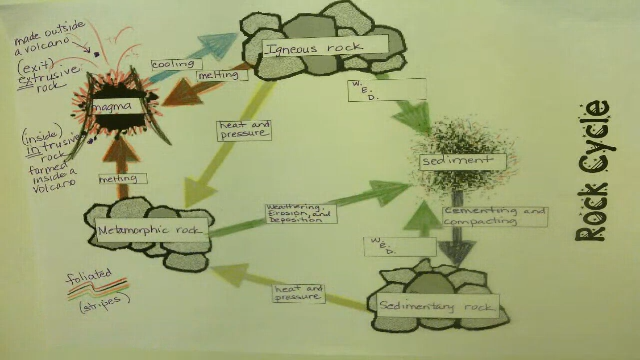 made outside
a volcano
(exit)
extrusive
rock
cooling
melting
Igneous rock
magma
(inside)
Intrusive
rock
formed
inside a
volcano
heat and
pressure
W.
E.
D.
sediment
melting
Metamorphic rock
Weathering,
Erosion, and
Deposition
Cementing and
compacting
W.
E.
D.
foliated
(stripes)
heat and
pressure
Sedimentary rock
Rock Cycle